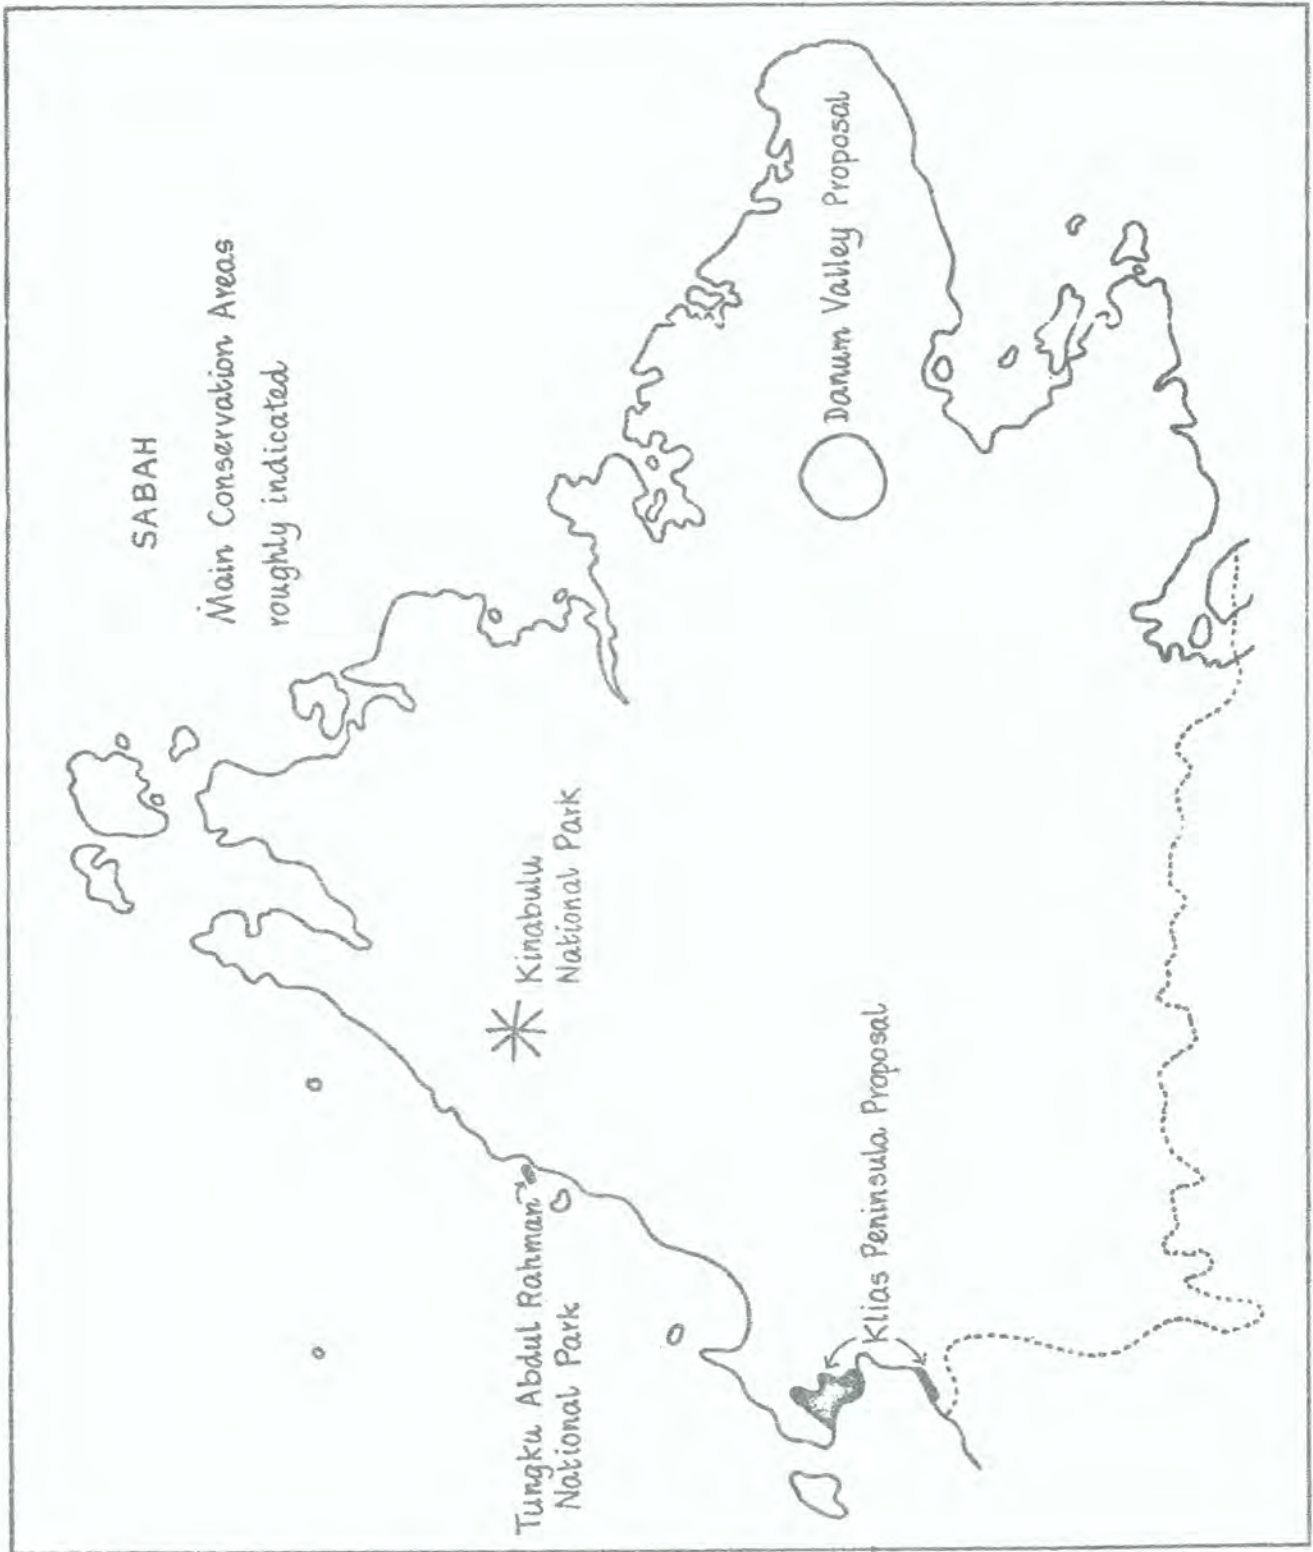 SABAH
Main Conservation Areas
roughly indicated
Kinabulu
National Park
Tungku Abdul Rahman
National Park
Danum Valley Proposal
Klias Peninsula Proposal